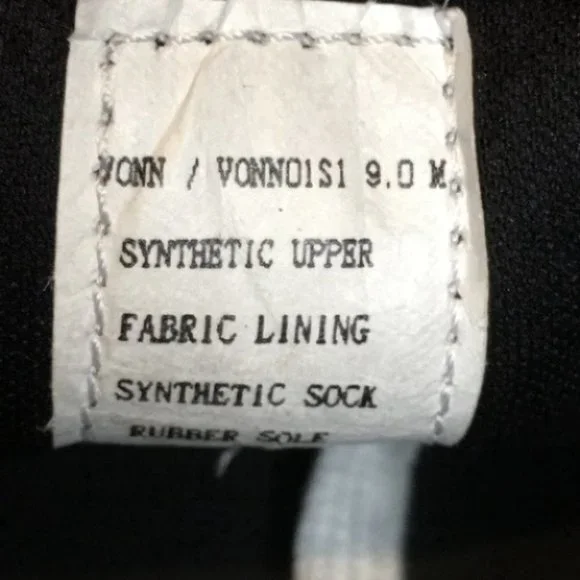 VONN / VONN01S1 9.0 M
SYNTHETIC UPPER
FABRIC LINING
SYNTHETIC SOCK
RUBBER SOLE